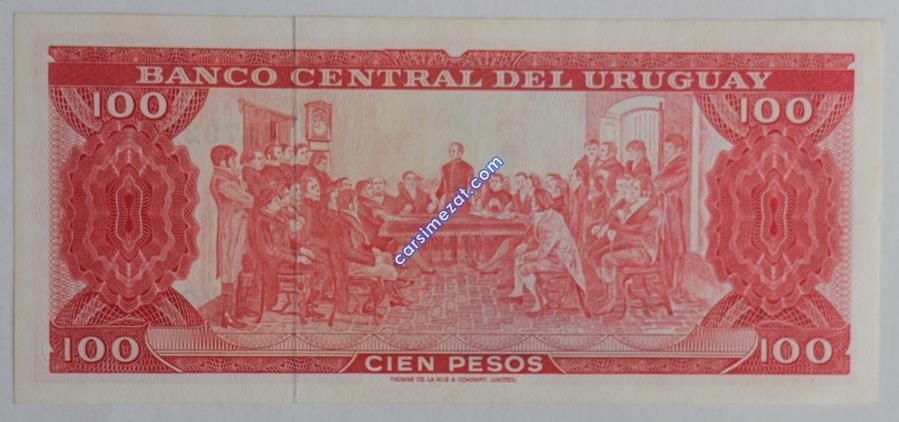 BANCO CENTRAL DEL URUGUAY
100
100
carsimezat.com
100
100
CIEN PESOS
THOMAS DE LA RUE & COMPANY, LIMITED.